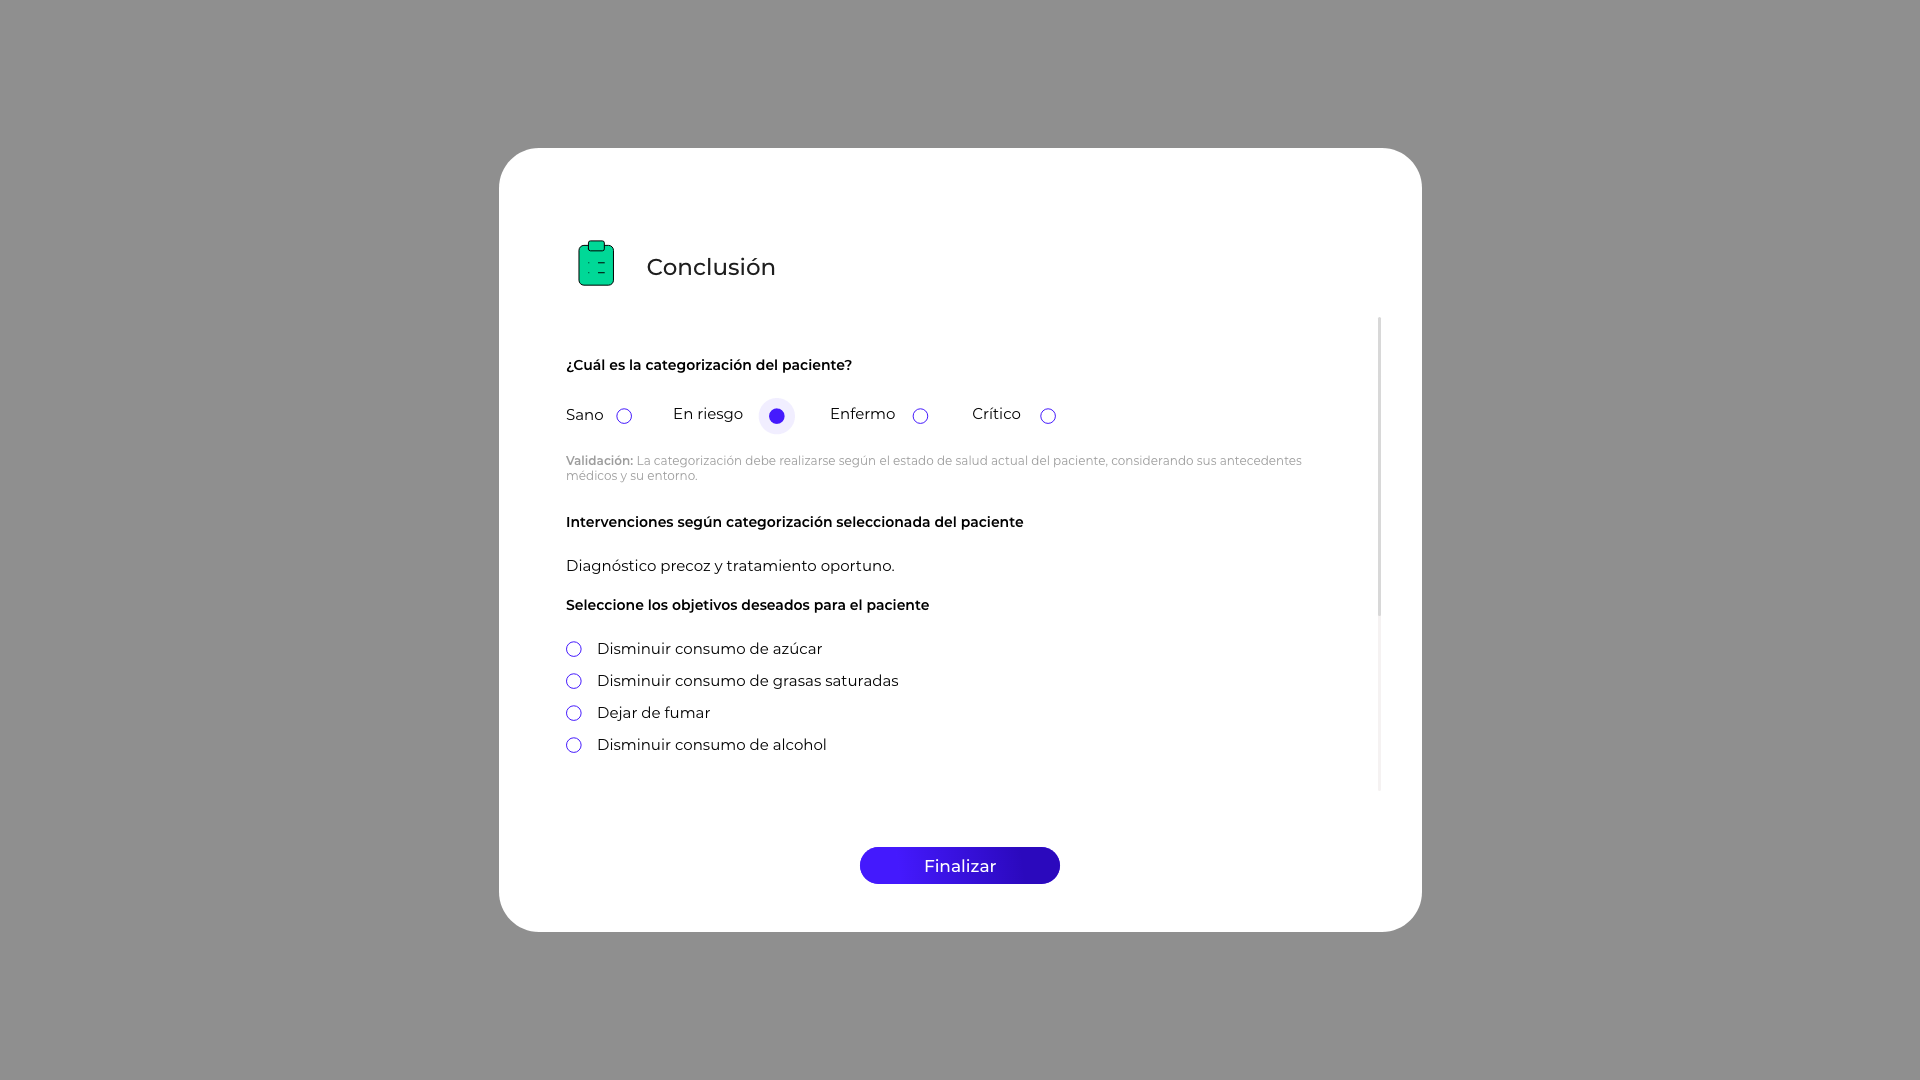 Conclusión
¿Cuál es la categorización del paciente?
Sano En riesgo Enfermo Crítico
Validación: La categorización debe realizarse según el estado de salud actual del paciente, considerando sus antecedentes
médicos y su entorno.
Intervenciones según categorización seleccionada del paciente
Diagnóstico precoz y tratamiento oportuno.
Seleccione los objetivos deseados para el paciente
Disminuir consumo de azúcar
Disminuir consumo de grasas saturadas
Dejar de fumar
Disminuir consumo de alcohol
Finalizar